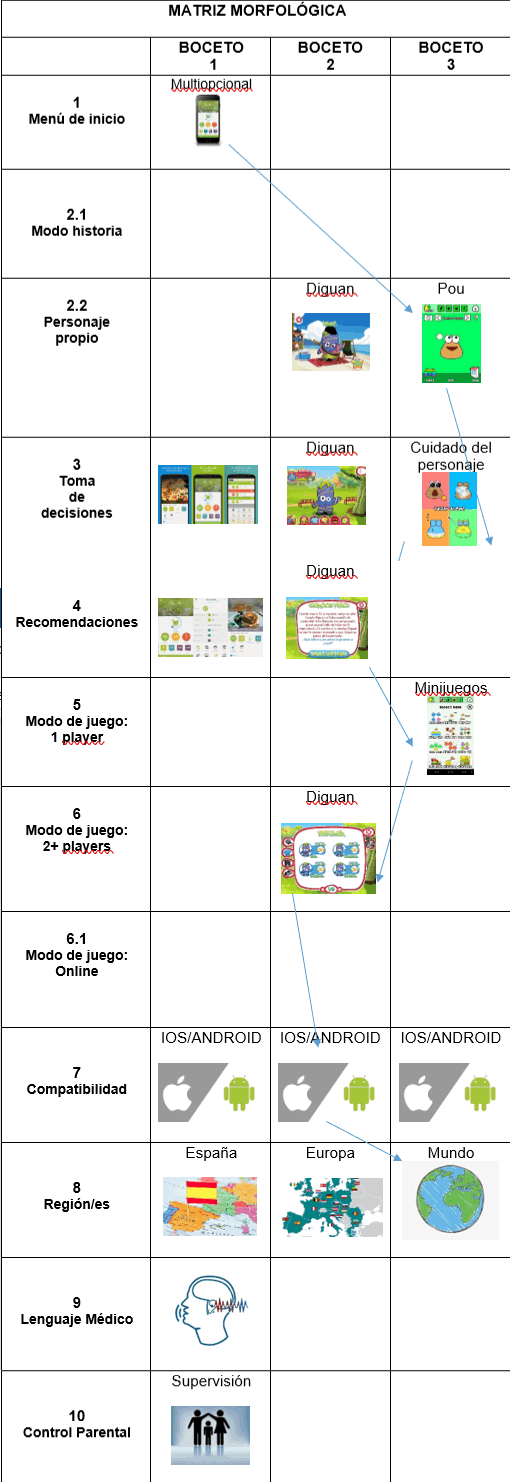 MATRIZ MORFOLÓGICA
BOCETO
1
BOCETO
2
BOCETO
3
1
Menú de inicio
Multiopcional
2.1
Modo historia
2.2
Personaje
propio
Diguan
Pou
3
Toma
de
decisiones
Diguan
Cuidado del
personaje
4
Recomendaciones
Diguan
5
Modo de juego:
1 player
Minijuegos
6
Modo de juego:
2+ players
Diguan
6.1
Modo de juego:
Online
7
Compatibilidad
IOS/ANDROID
IOS/ANDROID
IOS/ANDROID
8
Región/es
España
Europa
Mundo
9
Lenguaje Médico
10
Control Parental
Supervisión